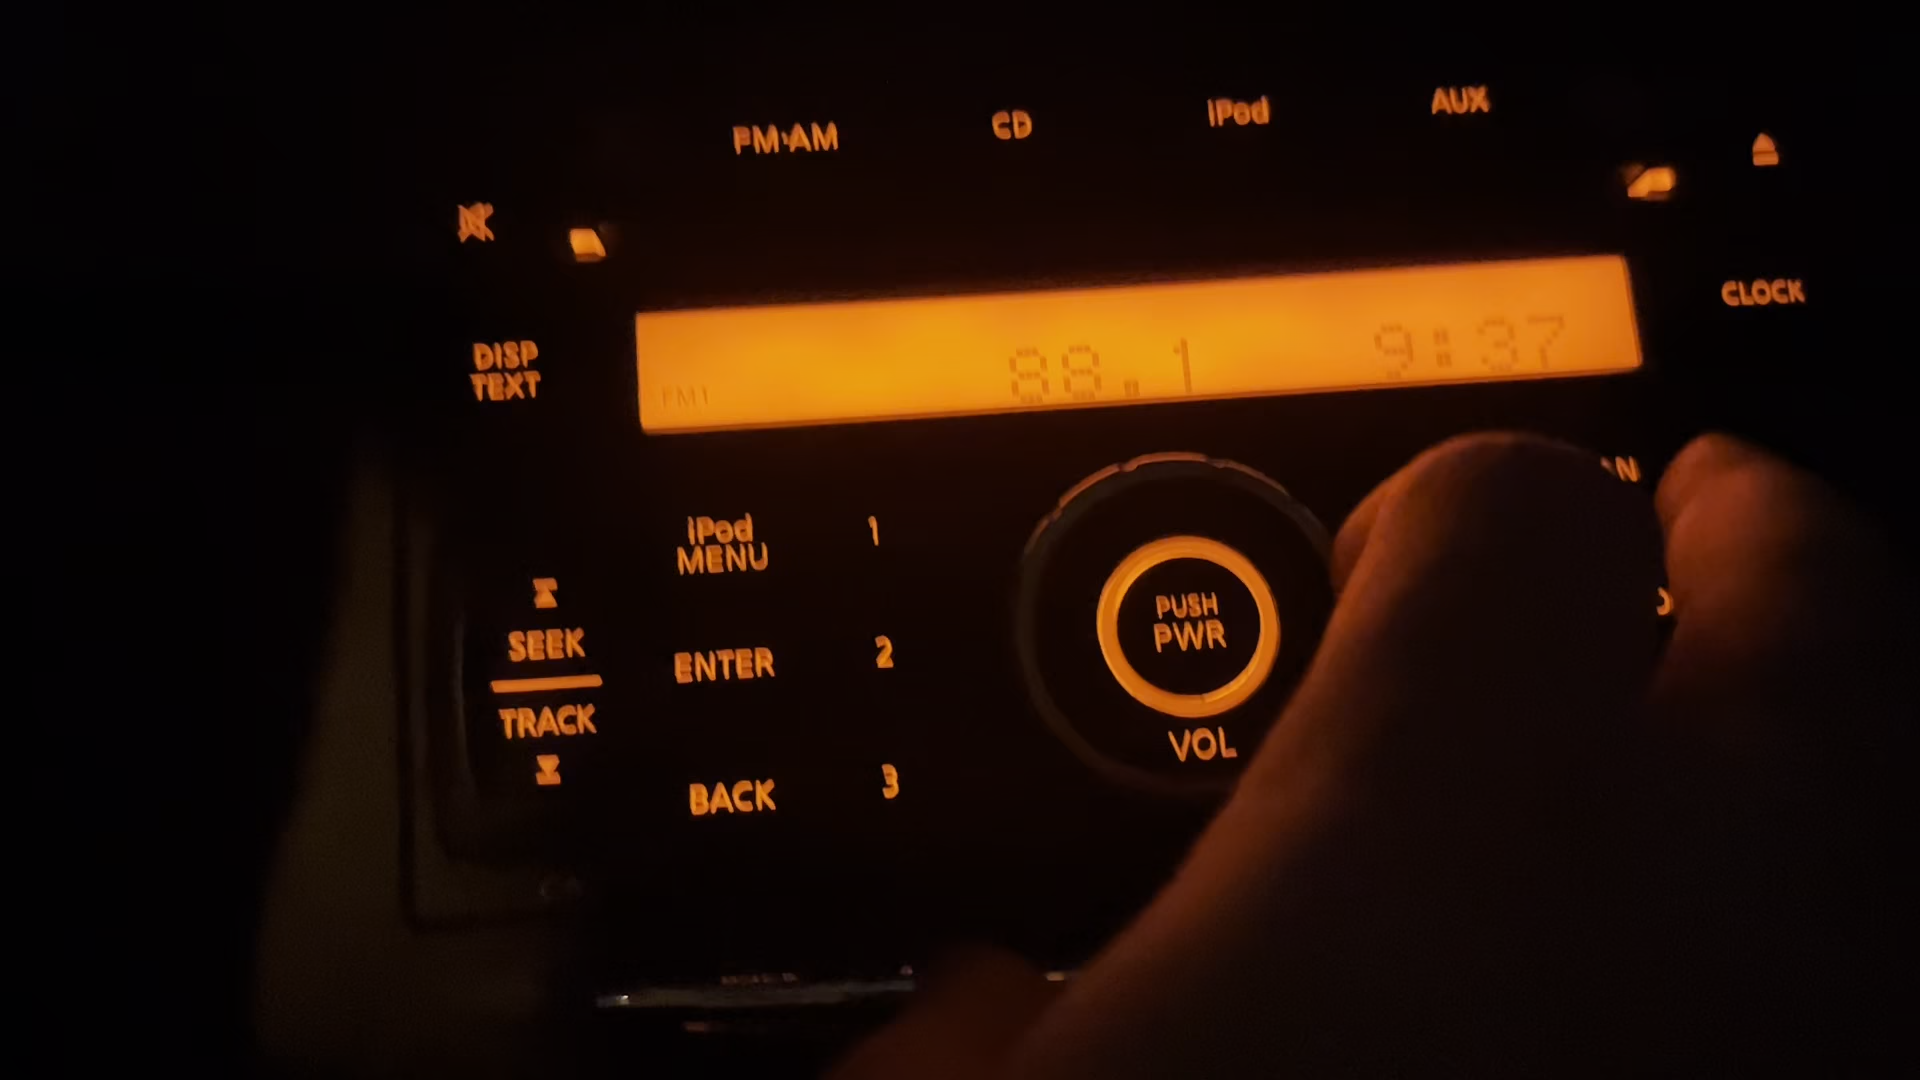 FM·AM CD iPod AUX
CLOCK
DISP
TEXT
FM1 88.1 9:37
iPod
MENU
1
SEEK
TRACK
ENTER
2
BACK
3
PUSH
PWR
VOL